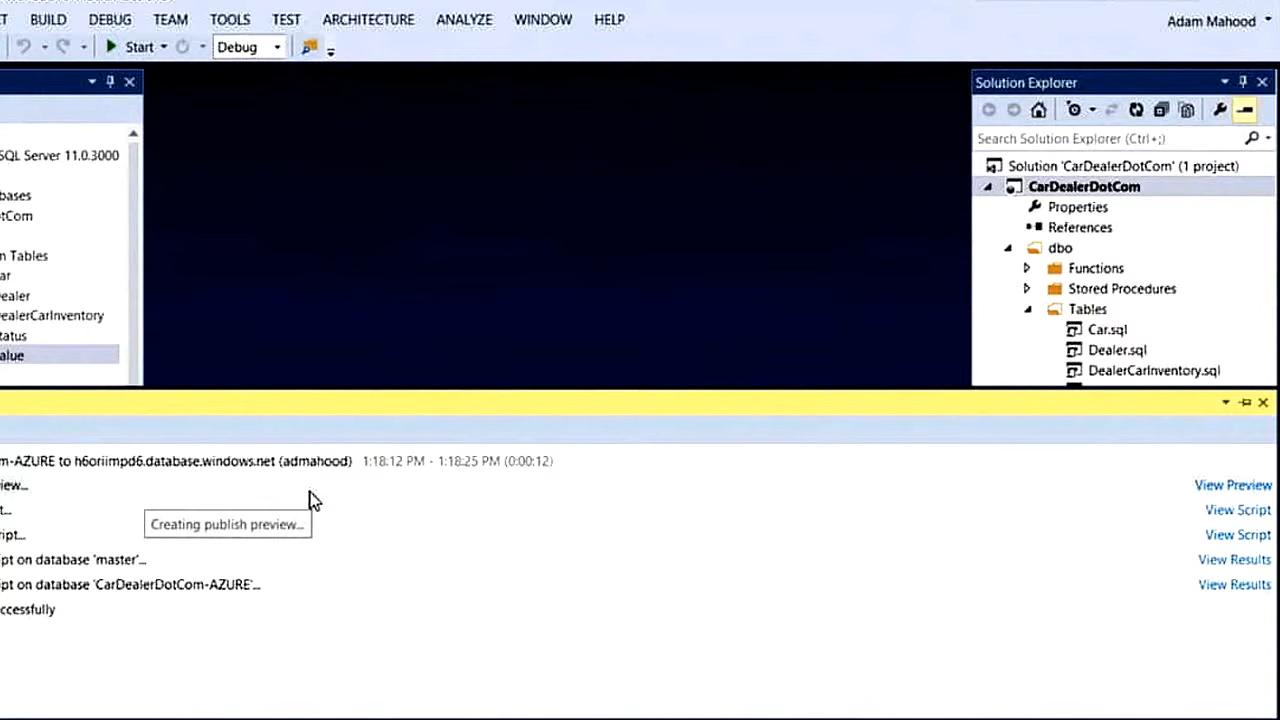 T BUILD DEBUG TEAM TOOLS TEST ARCHITECTURE ANALYZE WINDOW HELP
Adam Mahood
Start Debug
Solution Explorer
Search Solution Explorer (Ctrl+;)
Solution 'CarDealerDotCom' (1 project)
CarDealerDotCom
Properties
References
dbo
Functions
Stored Procedures
Tables
Car.sql
Dealer.sql
DealerCarInventory.sql
SQL Server 11.0.3000
bases
tCom
n Tables
ar
ealer
ealerCarInventory
tatus
alue
m-AZURE to h6oriimpd6.database.windows.net (admahood) 1:18:12 PM - 1:18:25 PM (0:00:12)
iew... View Preview
t... View Script
Creating publish preview...
ript... View Script
pt on database 'master'... View Results
pt on database 'CarDealerDotCom-AZURE'... View Results
ccessfully